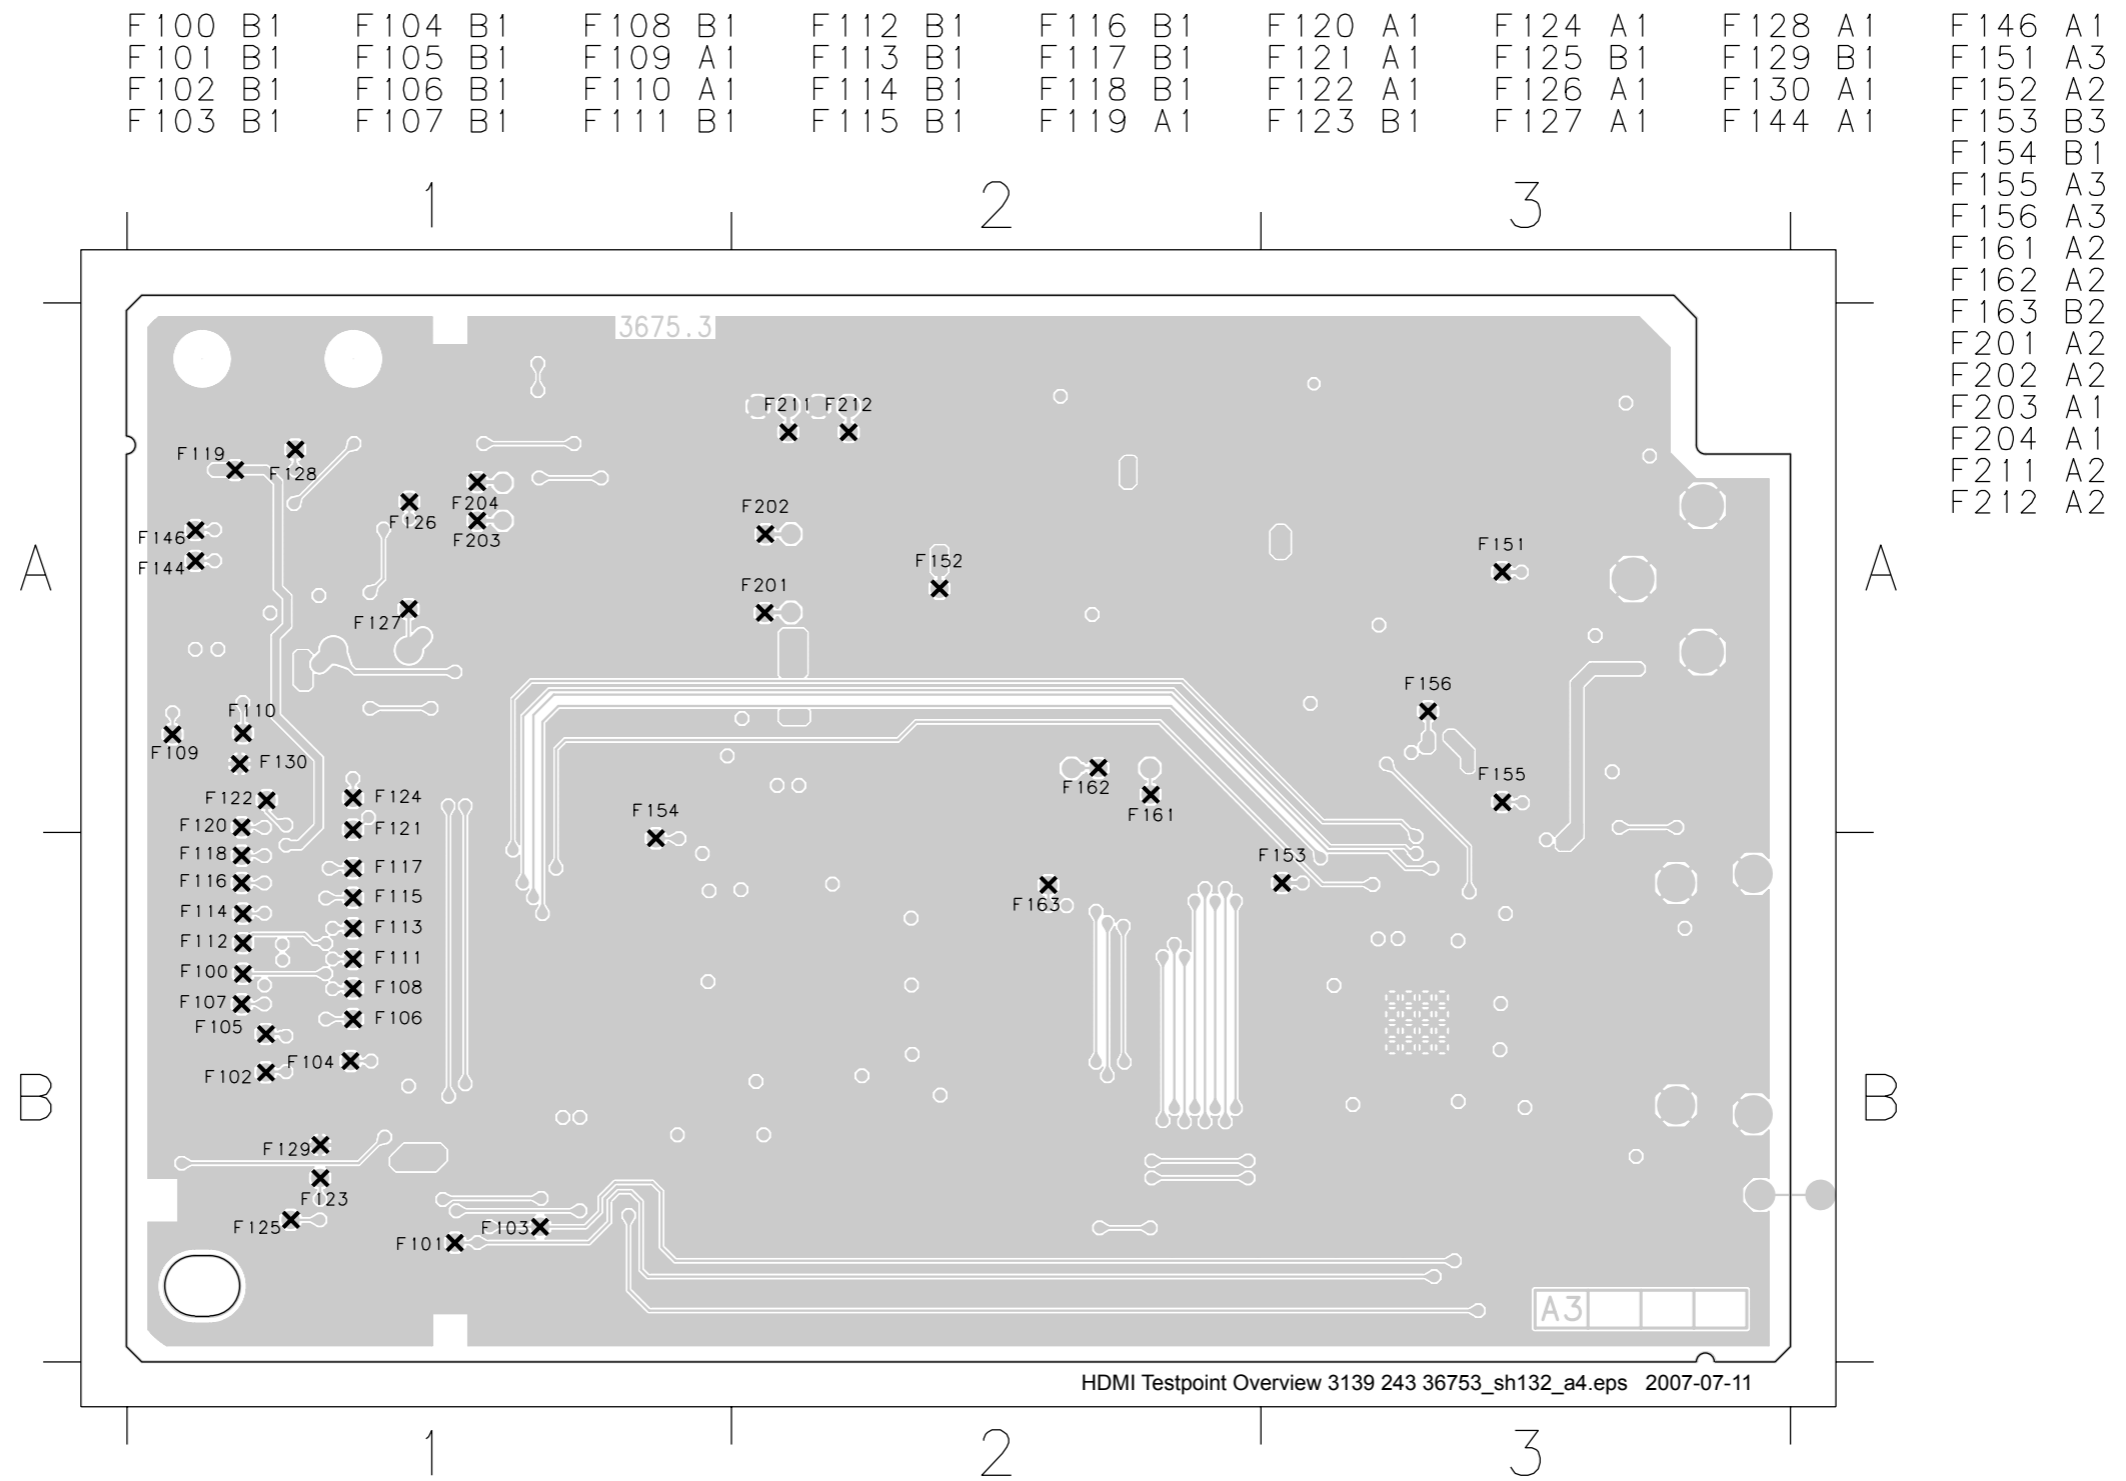 F100 B1 F104 B1 F108 B1 F112 B1 F116 B1 F120 A1 F124 A1 F128 A1 F146 A1
F101 B1 F105 B1 F109 A1 F113 B1 F117 B1 F121 A1 F125 B1 F129 B1 F151 A3
F102 B1 F106 B1 F110 A1 F114 B1 F118 B1 F122 A1 F126 A1 F130 A1 F152 A2
F103 B1 F107 B1 F111 B1 F115 B1 F119 A1 F123 B1 F127 A1 F144 A1 F153 B3
F154 B1
F155 A3
F156 A3
F161 A2
F162 A2
F163 B2
F201 A2
F202 A2
F203 A1
F204 A1
F211 A2
F212 A2
1 2 3
3675.3
F211 F212
F119
F128
F204
F126
F203
F202
F146
F144
A
F151
F152
A
F201
F127
F156
F110
F109
F130
F155
F162
F161
F122 F124
F154
F120 F121
F118 F117
F153
F116 F115
F163
F114 F113
F112 F111
F100 F108
F107 F106
F105
F104
F102
B
B
F129
F123
F125
F103
F101
A3
HDMI Testpoint Overview 3139 243 36753_sh132_a4.eps 2007-07-11
1 2 3